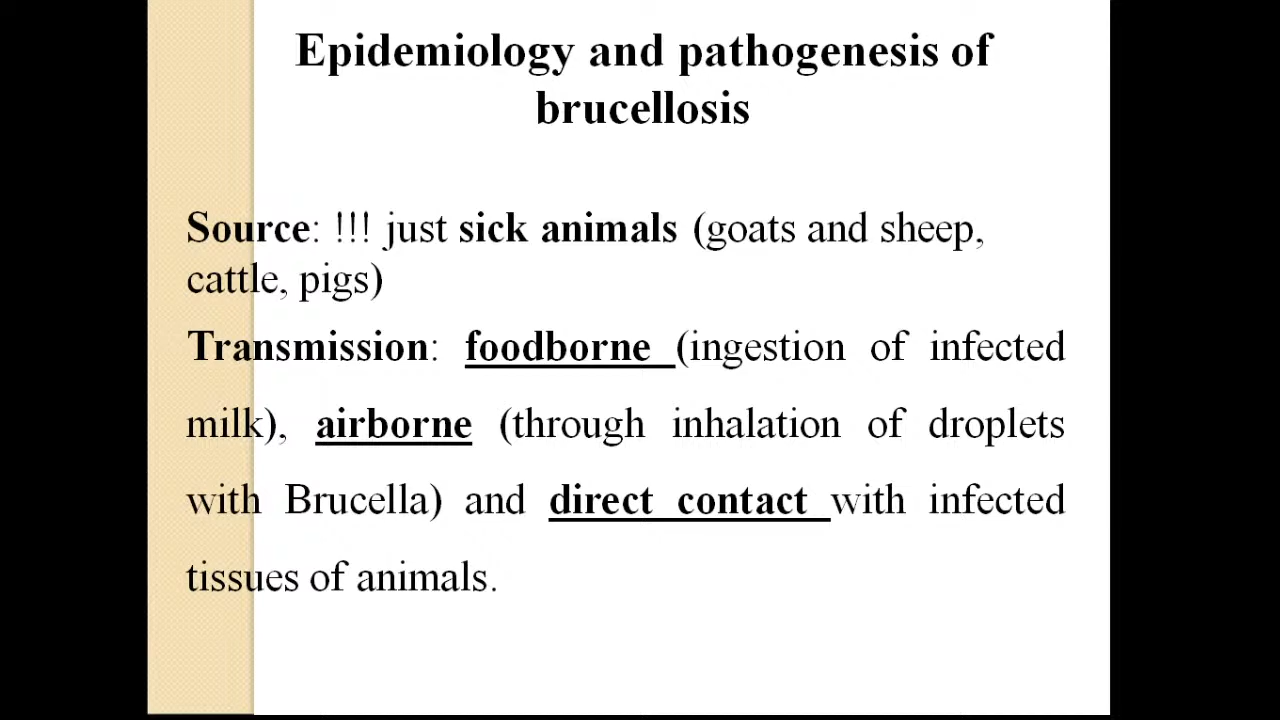 Epidemiology and pathogenesis of
brucellosis
Source: !!! just sick animals (goats and sheep,
cattle, pigs)
Transmission: foodborne (ingestion of infected
milk), airborne (through inhalation of droplets
with Brucella) and direct contact with infected
tissues of animals.